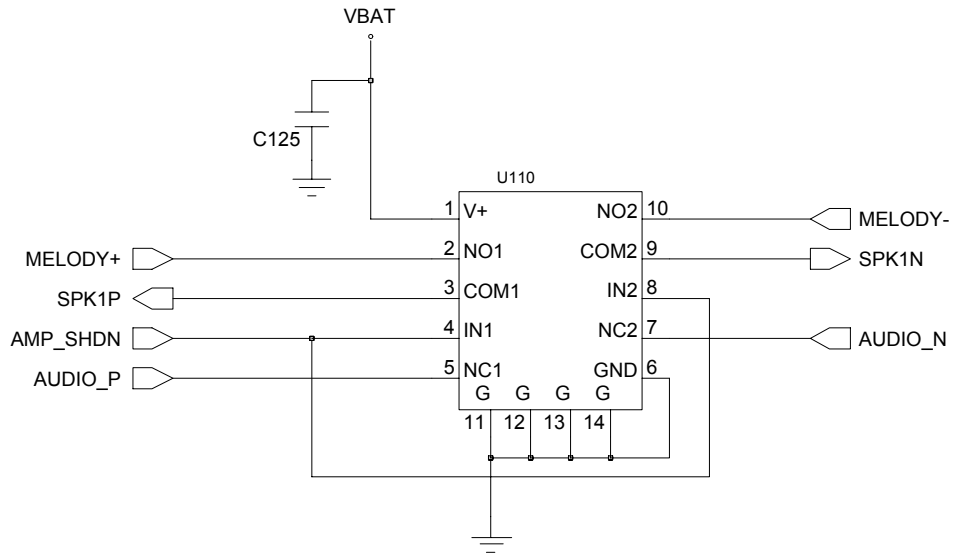 VBAT
C125
U110
1 V+ NO2 10
MELODY-
2 NO1 COM2 9
MELODY+ SPK1N
3 COM1 IN2 8
SPK1P
4 IN1 NC2 7
AMP_SHDN AUDIO_N
5 NC1 GND 6
AUDIO_P
G G G G
11 12 13 14